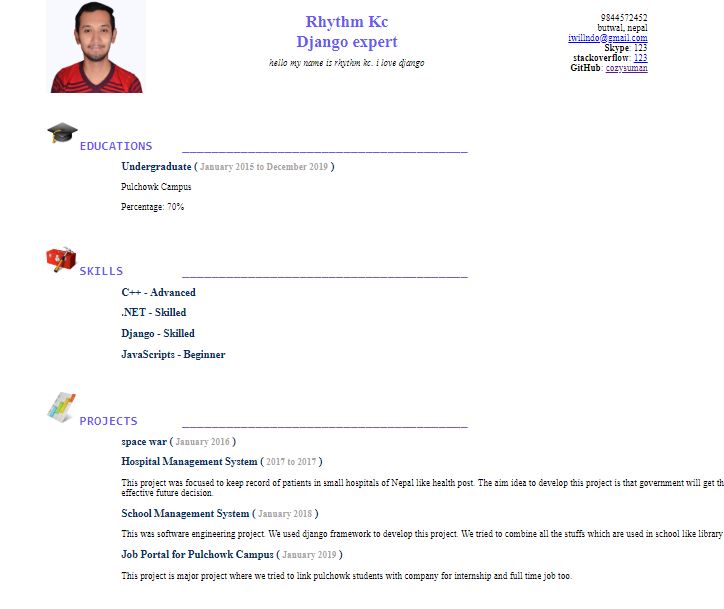 Rhythm Kc
Django expert
hello my name is rhythm kc. i love django
9844572452
butwal, nepal
iwillndo@gmail.com
Skype: 123
stackoverflow: 123
GitHub: cozysuman
EDUCATIONS
Undergraduate ( January 2015 to December 2019 )
Pulchowk Campus
Percentage: 70%
SKILLS
C++ - Advanced
.NET - Skilled
Django - Skilled
JavaScripts - Beginner
PROJECTS
space war ( January 2016 )
Hospital Management System ( 2017 to 2017 )
This project was focused to keep record of patients in small hospitals of Nepal like health post. The aim idea to develop this project is that government will get th
effective future decision.
School Management System ( January 2018 )
This was software engineering project. We used django framework to develop this project. We tried to combine all the stuffs which are used in school like library
Job Portal for Pulchowk Campus ( January 2019 )
This project is major project where we tried to link pulchowk students with company for internship and full time job too.